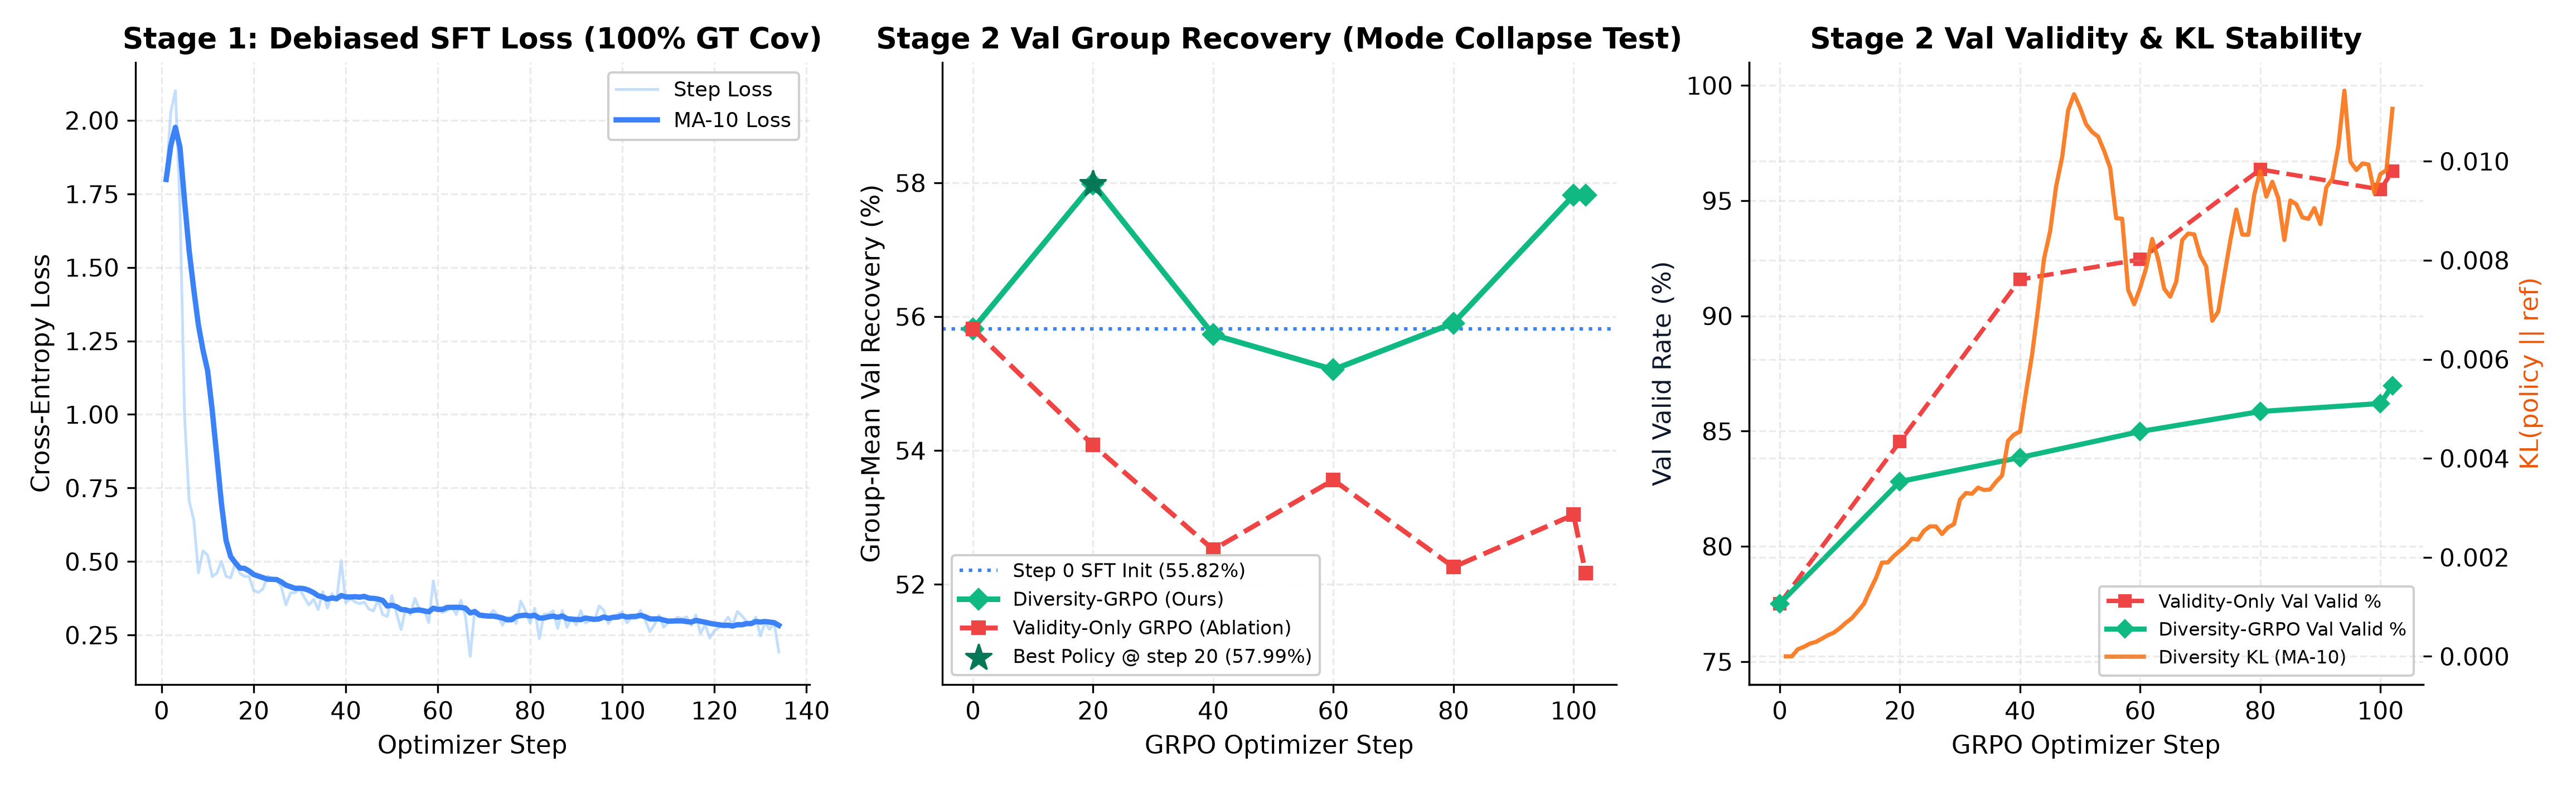 Stage 1: Debiased SFT Loss (100% GT Cov)
Cross-Entropy Loss
2.00
1.75
1.50
1.25
1.00
0.75
0.50
0.25
0
20
40
60
80
100
120
140
Optimizer Step
Step Loss
MA-10 Loss
Stage 2 Val Group Recovery (Mode Collapse Test)
Group-Mean Val Recovery (%)
58
56
54
52
0
20
40
60
80
100
GRPO Optimizer Step
Step 0 SFT Init (55.82%)
Diversity-GRPO (Ours)
Validity-Only GRPO (Ablation)
Best Policy @ step 20 (57.99%)
Stage 2 Val Validity & KL Stability
Val Valid Rate (%)
100
95
90
85
80
75
0
20
40
60
80
100
GRPO Optimizer Step
Validity-Only Val Valid %
Diversity-GRPO Val Valid %
Diversity KL (MA-10)
0.010
0.008
0.006
0.004
0.002
0.000
KL(policy || ref)